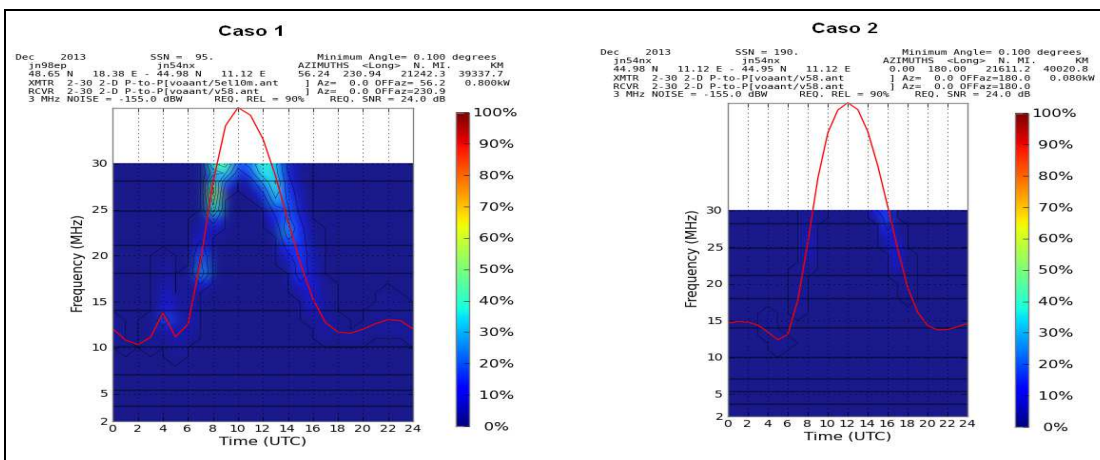 Caso 1
Dec 2013 SSN = 95. Minimum Angle= 0.100 degrees
jn98ep jn54nx AZIMUTHS <Long> N. MI. KM
48.65 N 18.38 E - 44.98 N 11.12 E 56.24 230.94 21242.3 39337.7
XMTR 2-30 2-D P-to-P[voaant/5el10m.ant ] Az= 0.0 OFFaz= 56.2 0.800kW
RCVR 2-30 2-D P-to-P[voaant/v58.ant ] Az= 0.0 OFFaz=230.9
3 MHz NOISE = -155.0 dBW REQ. REL = 90% REQ. SNR = 24.0 dB
100%
90%
80%
70%
60%
50%
40%
30%
20%
10%
0%
30
25
20
15
10
5
2
Frequency (MHz)
0 2 4 6 8 10 12 14 16 18 20 22 24
Time (UTC)
Caso 2
Dec 2013 SSN = 190. Minimum Angle= 0.100 degrees
jn54nx jn54nx AZIMUTHS <Long> N. MI. KM
44.98 N 11.12 E - 44.95 N 11.12 E 0.00 180.00 21611.2 40020.8
XMTR 2-30 2-D P-to-P[voaant/v58.ant ] Az= 0.0 OFFaz=180.0 0.080kW
RCVR 2-30 2-D P-to-P[voaant/v58.ant ] Az= 0.0 OFFaz=180.0
3 MHz NOISE = -155.0 dBW REQ. REL = 90% REQ. SNR = 24.0 dB
100%
90%
80%
70%
60%
50%
40%
30%
20%
10%
0%
30
25
20
15
10
5
2
Frequency (MHz)
0 2 4 6 8 10 12 14 16 18 20 22 24
Time (UTC)